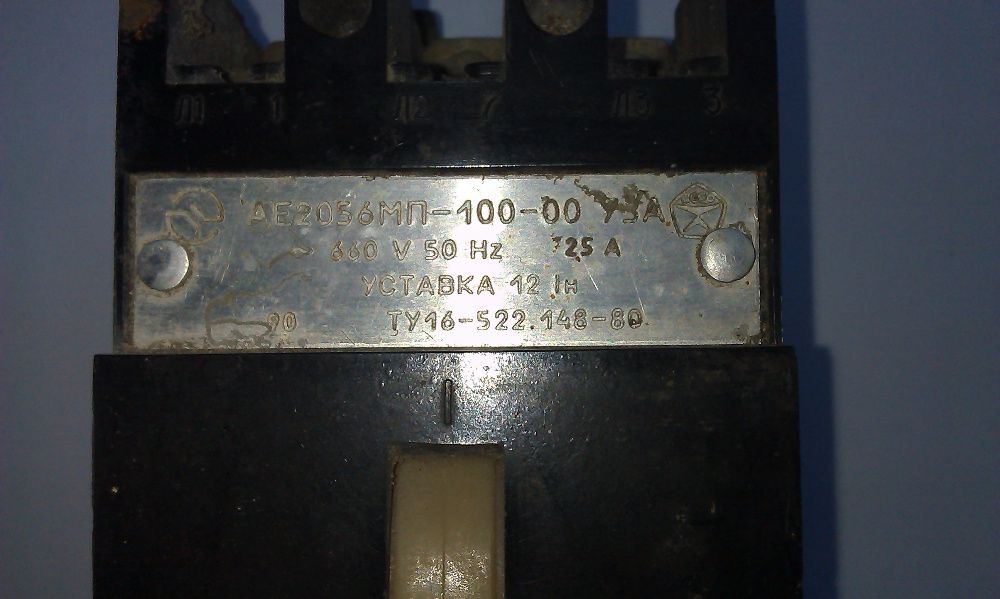 Л1 1 Л2 2 Л3 3
АЕ2056МП-100-00 У3А
660 V 50 Hz 25 A
УСТАВКА 12 Iн
90 ТУ16-522.148-80
I